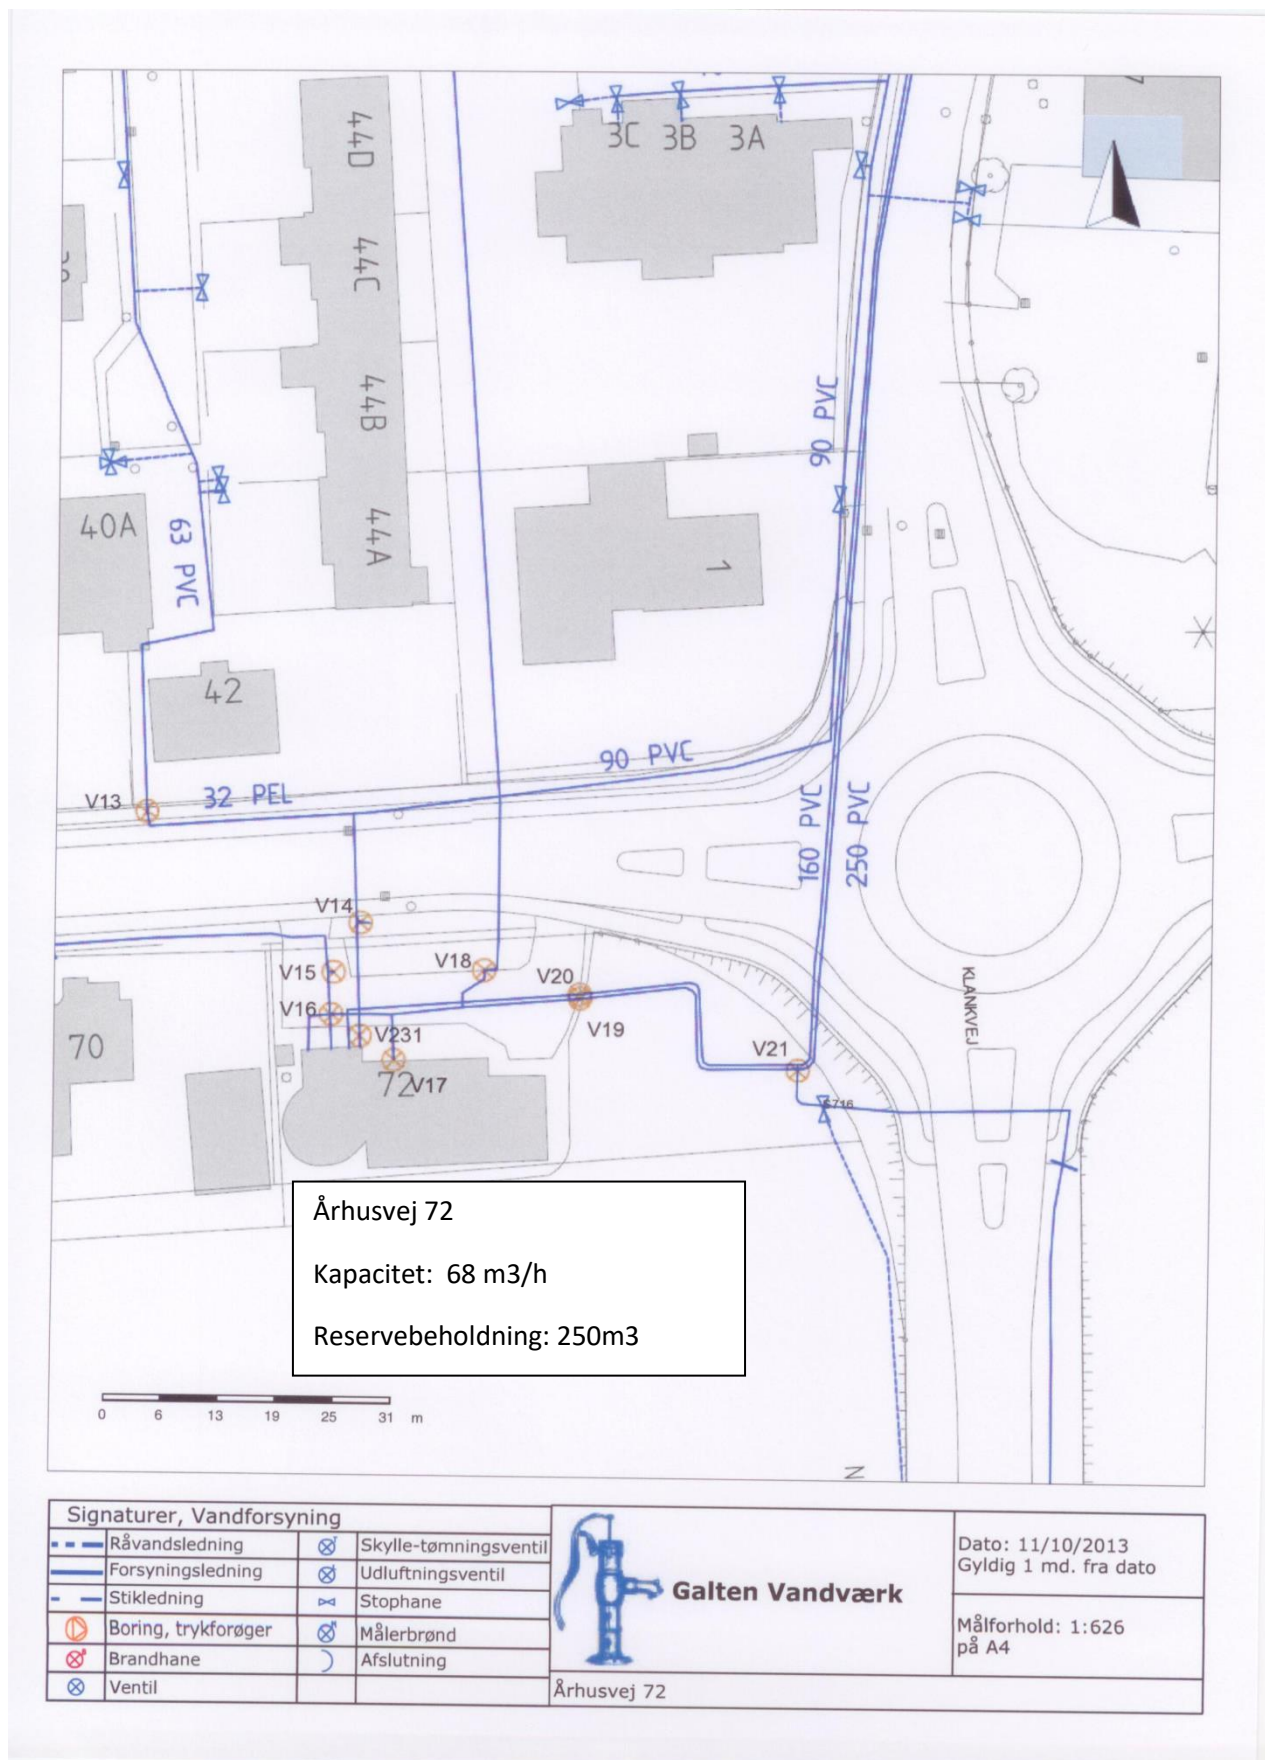 3C 3B 3A
44D
44C
44B
44A
90 PVC
40A
63 PVC
1
42
90 PVC
V13
32 PEL
160 PVC
250 PVC
V14
V15
V18
V20
V16
V19
V231
KLANKVEJ
70
V21
72
V17
S716
Århusvej 72
Kapacitet: 68 m3/h
Reservebeholdning: 250m3
0 6 13 19 25 31 m
N
Signaturer, Vandforsyning
Råvandsledning
Skylle-tømningsventil
Forsyningsledning
Udluftningsventil
Stikledning
Stophane
Boring, trykforøger
Målerbrønd
Brandhane
Afslutning
Ventil
Galten Vandværk
Dato: 11/10/2013
Gyldig 1 md. fra dato
Målforhold: 1:626
på A4
Århusvej 72